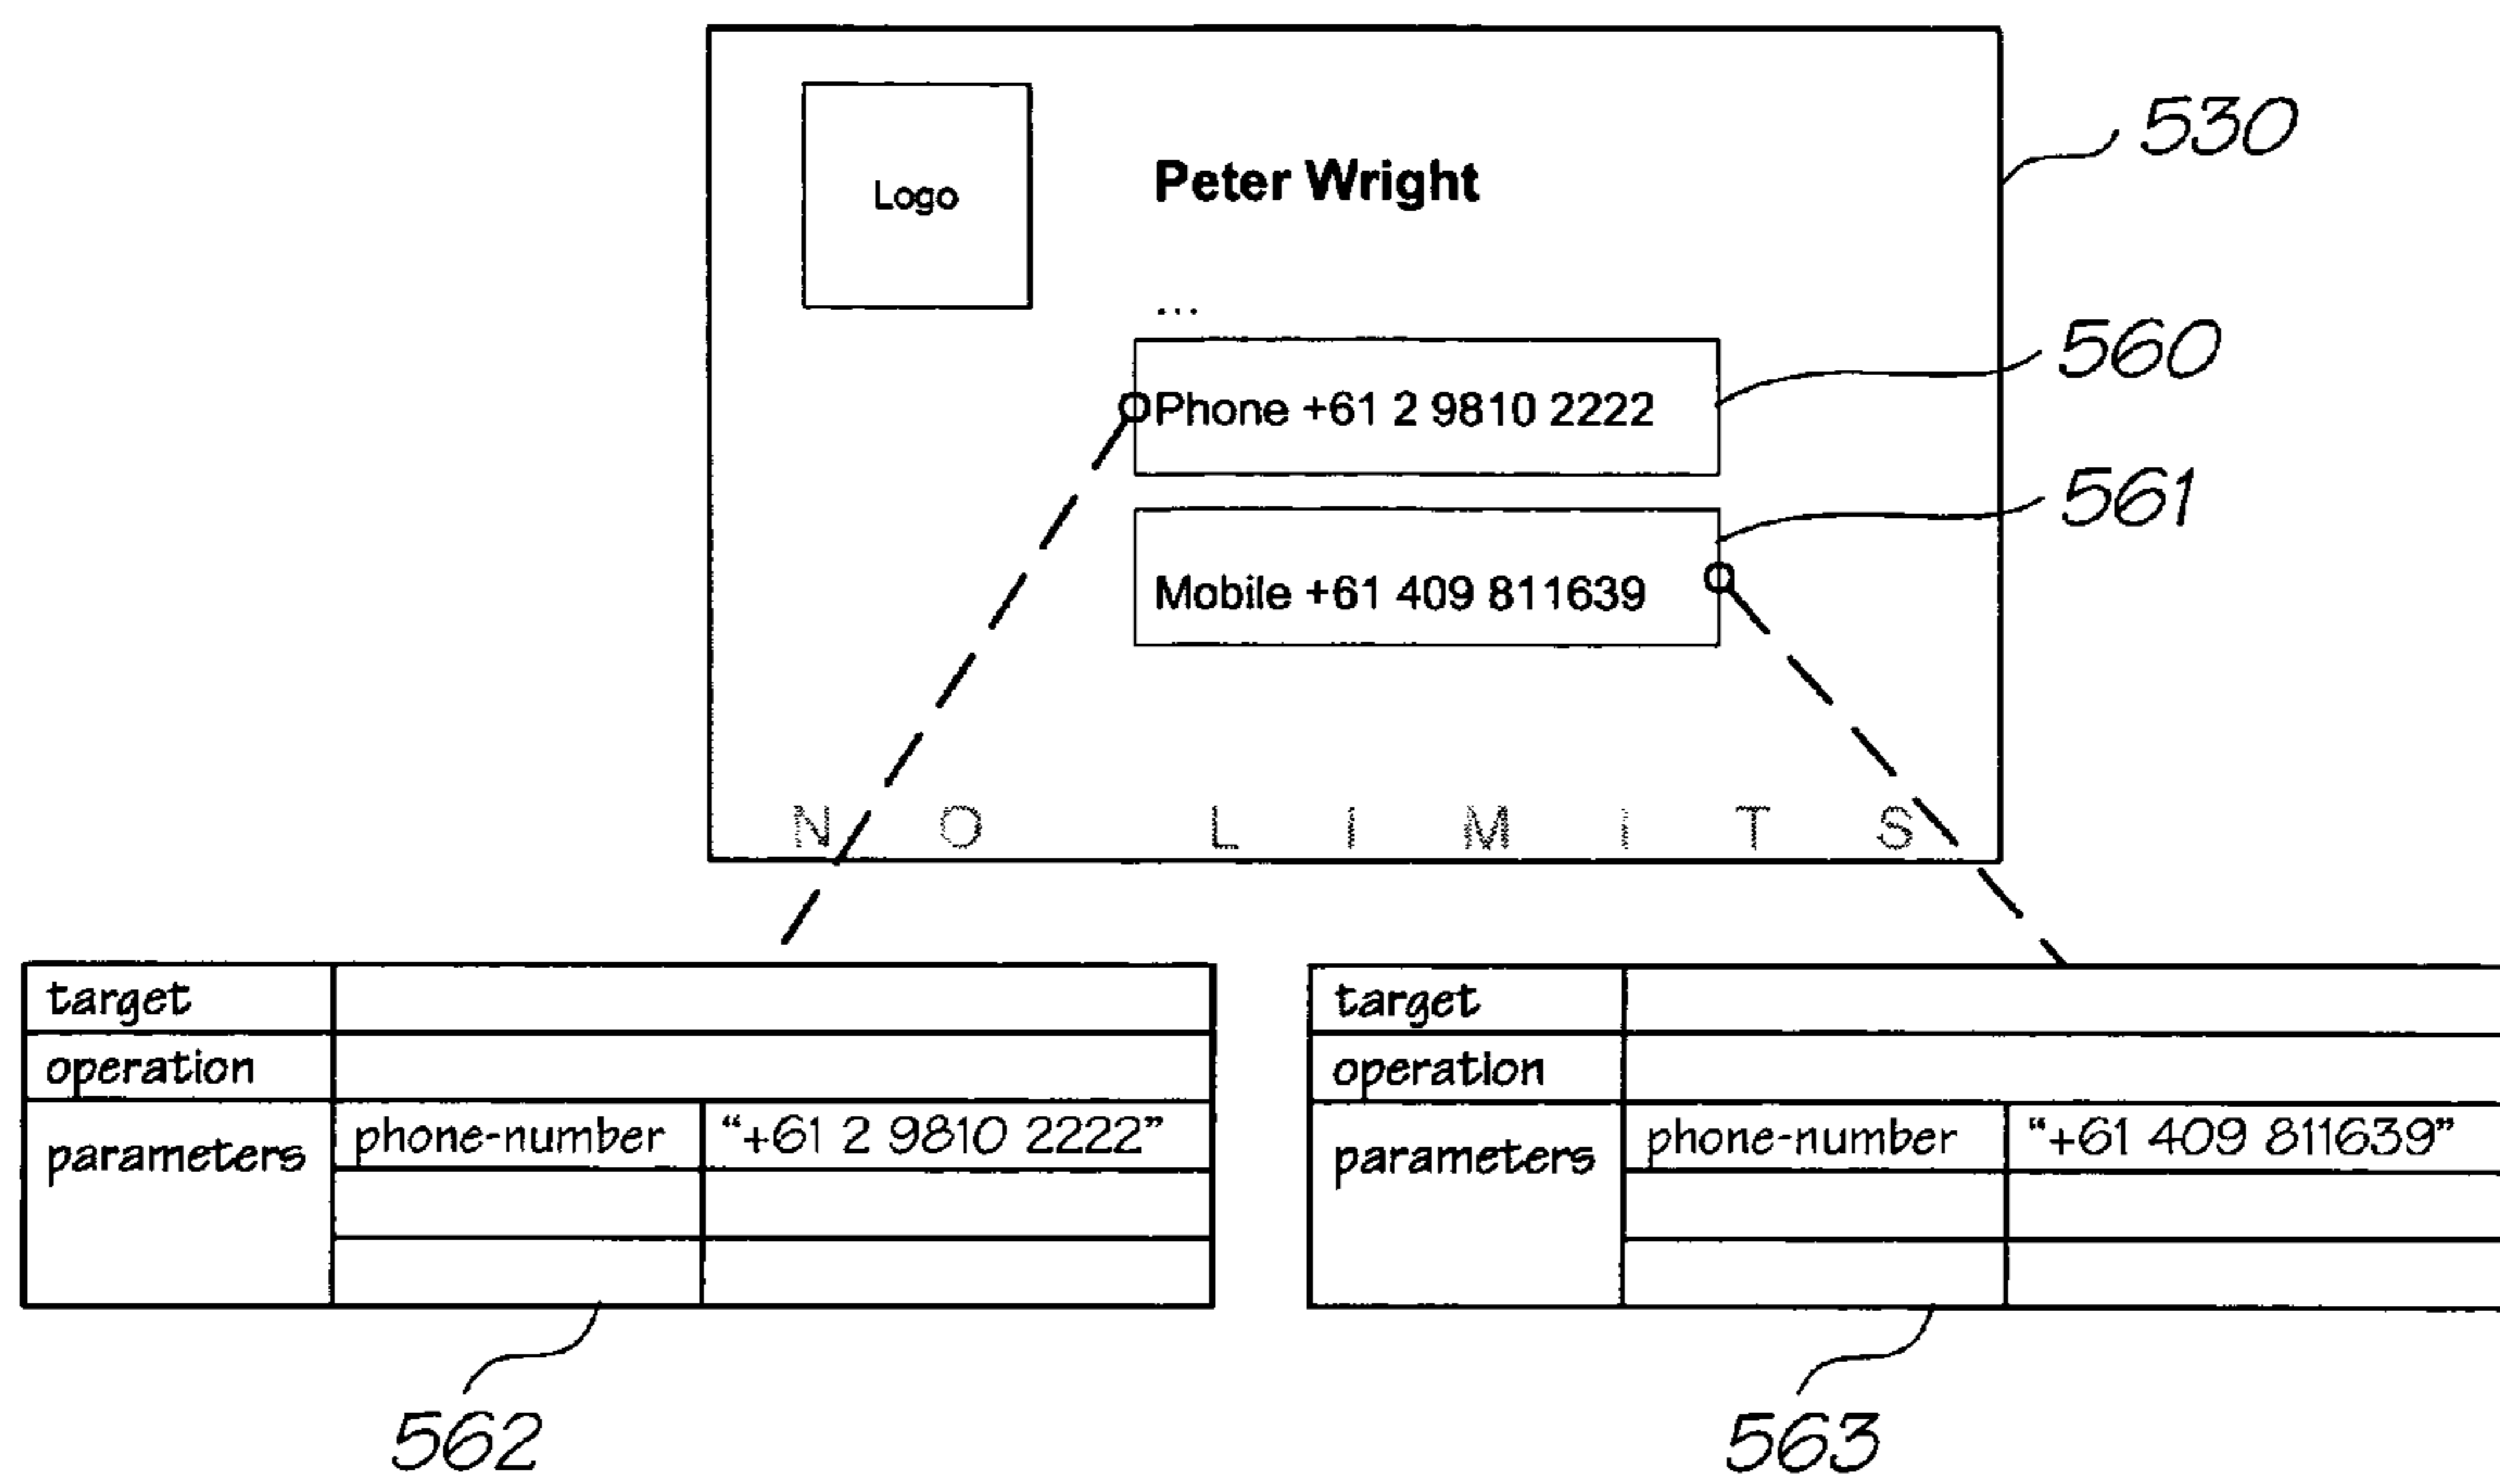 Logo
Peter Wright
530
...
Phone +61 2 9810 2222
560
Mobile +61 409 811639
561
N O L I M I T S
target
operation
parameters phone-number “+61 2 9810 2222”
562
target
operation
parameters phone-number “+61 409 811639”
563